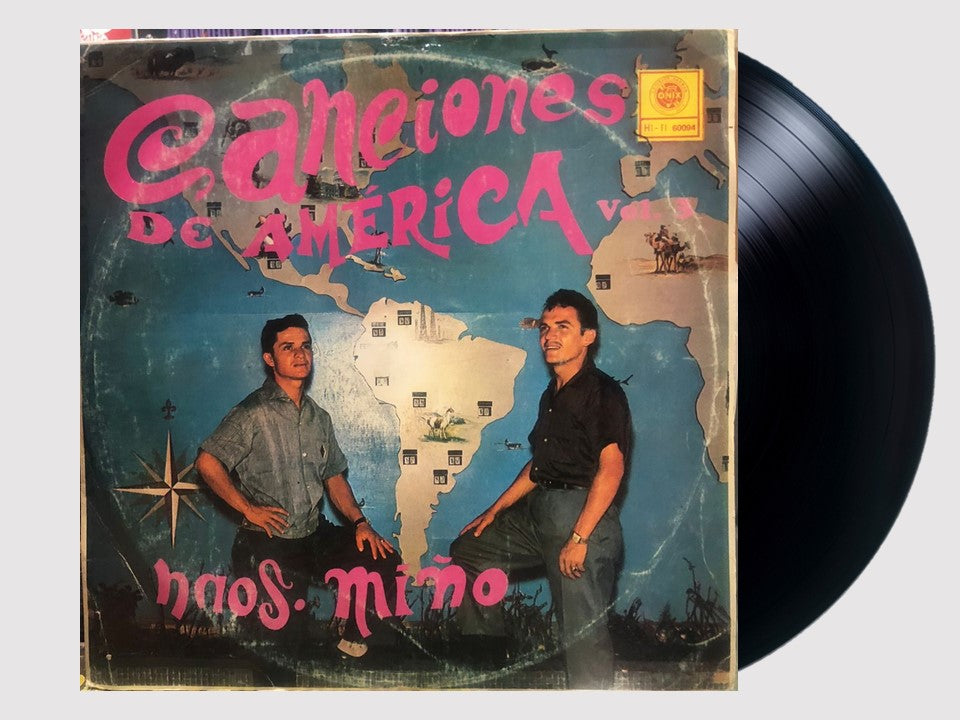 Canciones
DE AMÉRICA
Vol.
ONIX
HI-FI 60094
HNOS. MIÑO